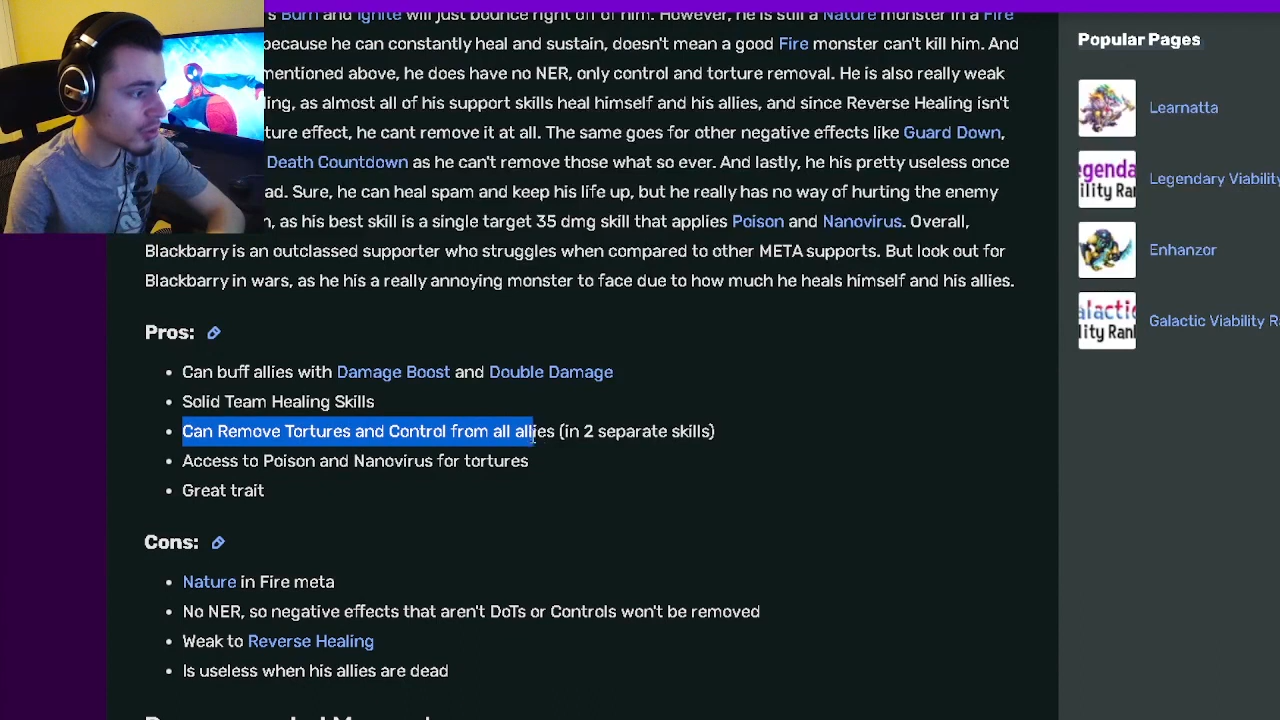 's Burn and Ignite will just bounce right off of him. However, he is still a Nature monster in a Fire
because he can constantly heal and sustain, doesn't mean a good Fire monster can't kill him. And
mentioned above, he does have no NER, only control and torture removal. He is also really weak
ling, as almost all of his support skills heal himself and his allies, and since Reverse Healing isn't
ture effect, he cant remove it at all. The same goes for other negative effects like Guard Down,
Death Countdown as he can't remove those what so ever. And lastly, he his pretty useless once
ad. Sure, he can heal spam and keep his life up, but he really has no way of hurting the enemy
n, as his best skill is a single target 35 dmg skill that applies Poison and Nanovirus. Overall,
Blackbarry is an outclassed supporter who struggles when compared to other META supports. But look out for
Blackbarry in wars, as he his a really annoying monster to face due to how much he heals himself and his allies.
Pros:
• Can buff allies with Damage Boost and Double Damage
• Solid Team Healing Skills
• Can Remove Tortures and Control from all allies (in 2 separate skills)
• Access to Poison and Nanovirus for tortures
• Great trait
Cons:
• Nature in Fire meta
• No NER, so negative effects that aren't DoTs or Controls won't be removed
• Weak to Reverse Healing
• Is useless when his allies are dead
Popular Pages
Learnatta
egenda
ility Rank
Legendary Viability
Enhanzor
alactic
lity Rank
Galactic Viability R